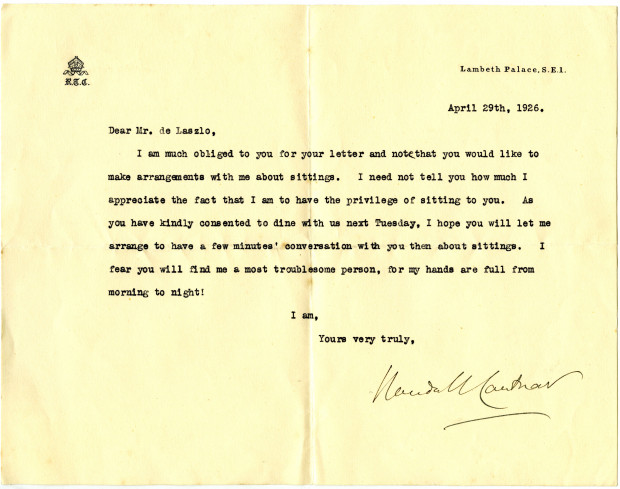 R.T.C.
Lambeth Palace, S.E.1.
April 29th, 1926.
Dear Mr. de Laszlo,
I am much obliged to you for your letter and note that you would like to
make arrangements with me about sittings. I need not tell you how much I
appreciate the fact that I am to have the privilege of sitting to you. As
you have kindly consented to dine with us next Tuesday, I hope you will let me
arrange to have a few minutes' conversation with you then about sittings. I
fear you will find me a most troublesome person, for my hands are full from
morning to night!
I am,
Yours very truly,
Randall Cantuar